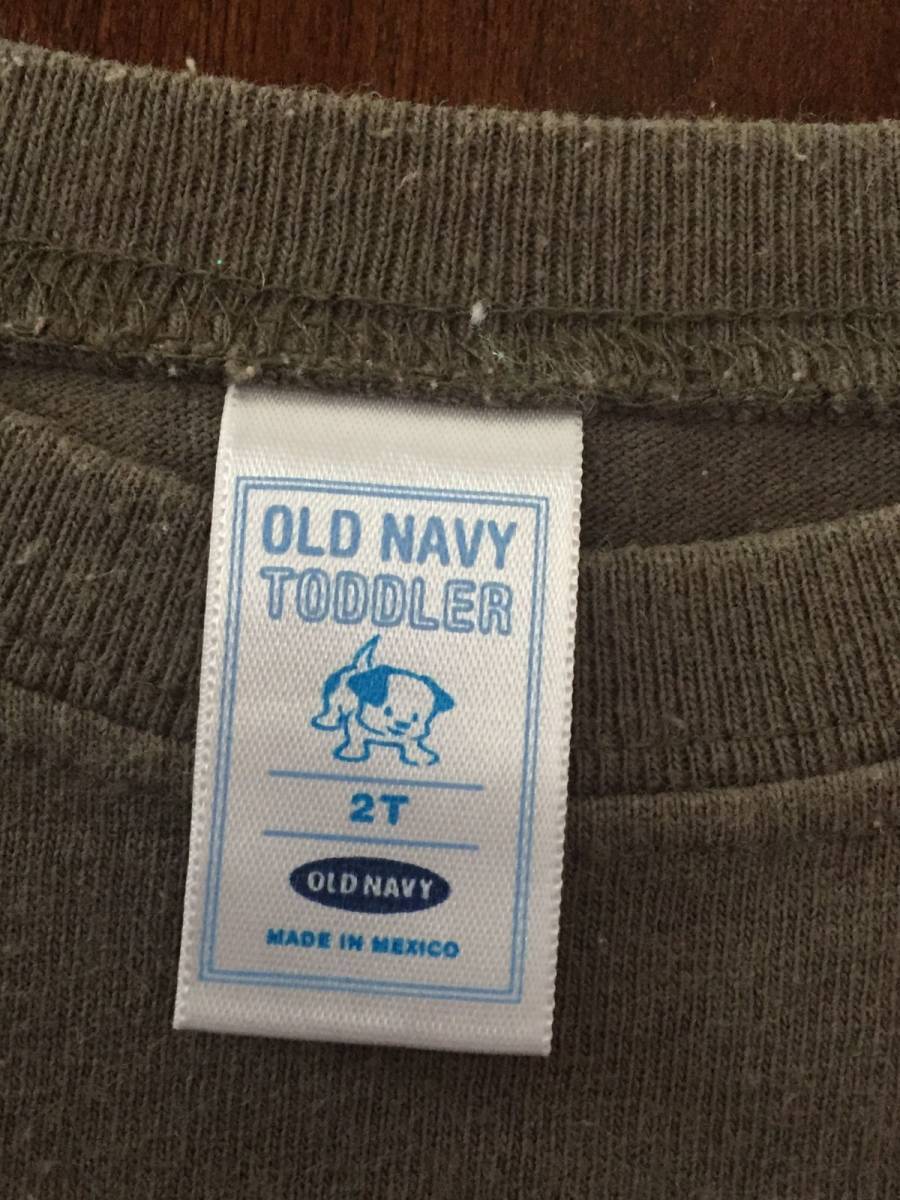 OLD NAVY
TODDLER
2T
OLD NAVY
MADE IN MEXICO